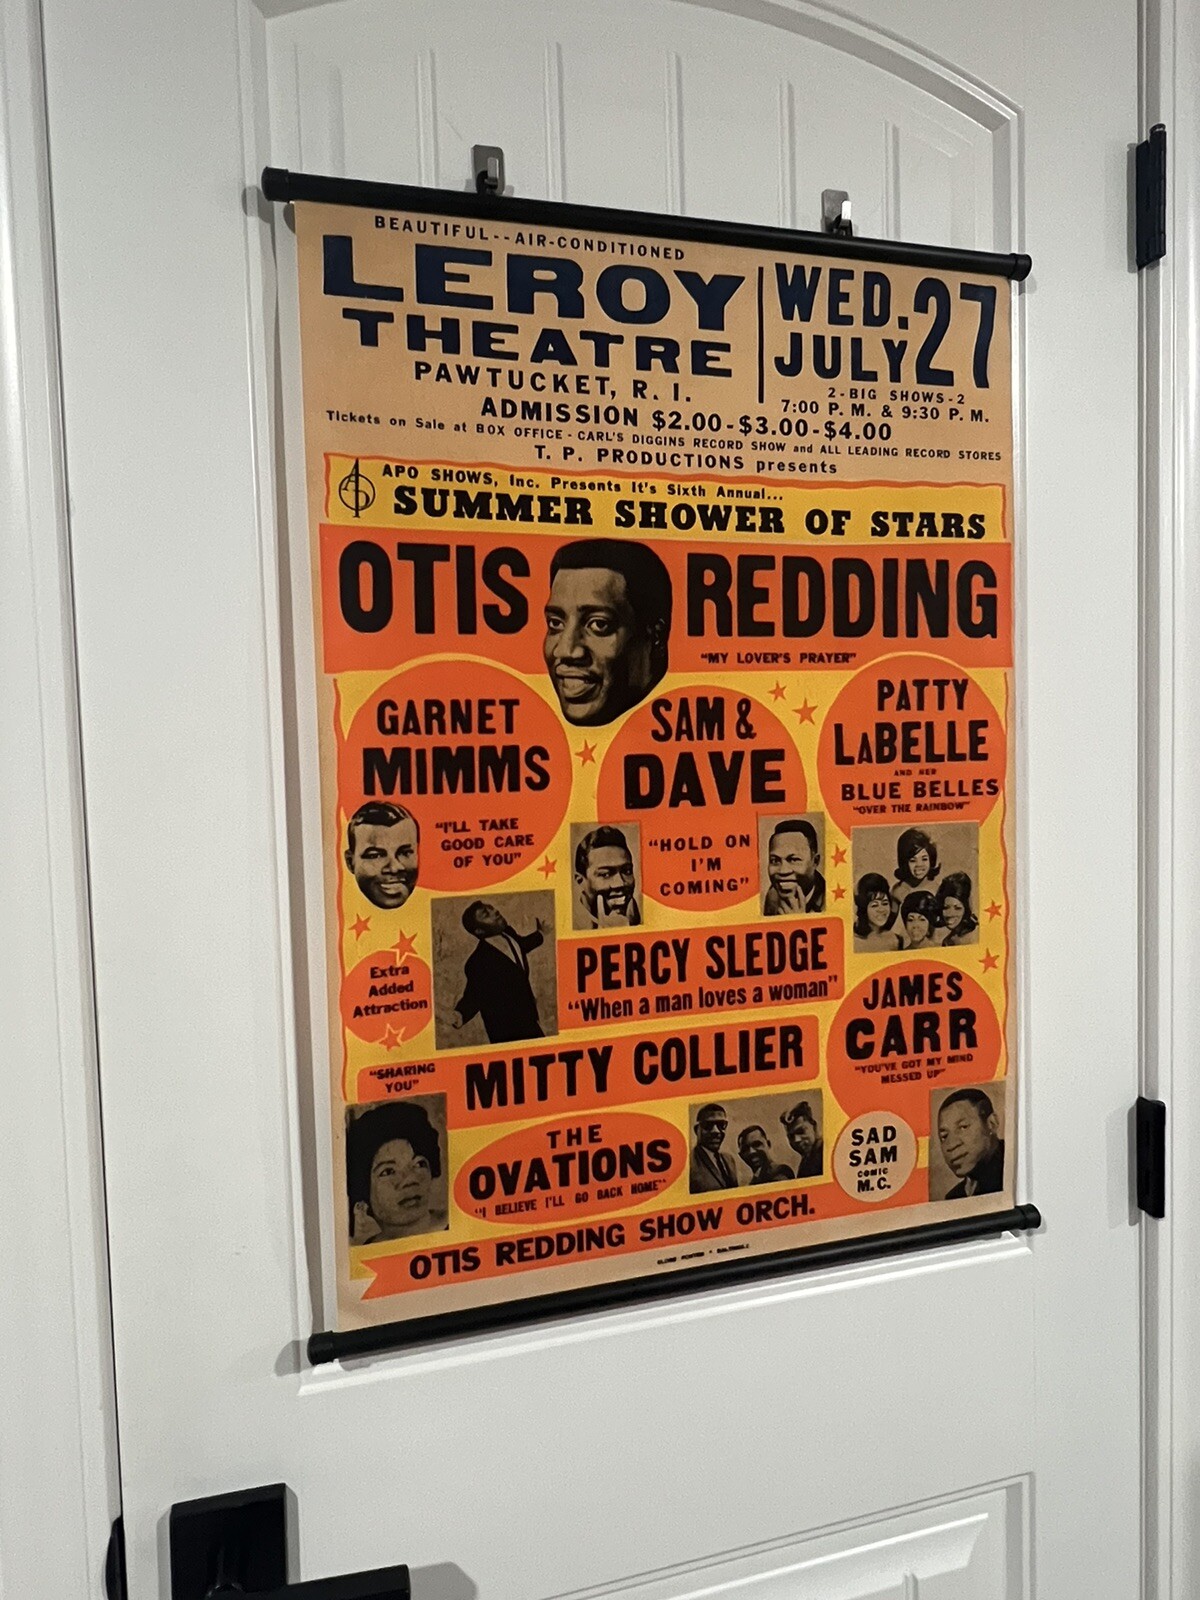 BEAUTIFUL--AIR-CONDITIONED
LEROY
THEATRE
PAWTUCKET, R. I.
WED.
JULY 27
2-BIG SHOWS-2
7:00 P. M. & 9:30 P. M.
ADMISSION $2.00-$3.00-$4.00
Tickets on Sale at BOX OFFICE - CARL'S DIGGINS RECORD SHOW and ALL LEADING RECORD STORES
T. P. PRODUCTIONS presents
APO SHOWS, Inc. Presents It's Sixth Annual...
SUMMER SHOWER OF STARS
OTIS REDDING
"MY LOVER'S PRAYER"
GARNET
MIMMS
"I'LL TAKE
GOOD CARE
OF YOU"
SAM &
DAVE
"HOLD ON
I'M
COMING"
PATTY
LaBELLE
AND HER
BLUE BELLES
"OVER THE RAINBOW"
Extra
Added
Attraction
PERCY SLEDGE
"When a man loves a woman"
JAMES
CARR
"YOU'VE GOT MY MIND
MESSED UP"
"SHARING
YOU"
MITTY COLLIER
THE
OVATIONS
"I BELIEVE I'LL GO BACK HOME"
SAD
SAM
COMIC
M.C.
OTIS REDDING SHOW ORCH.